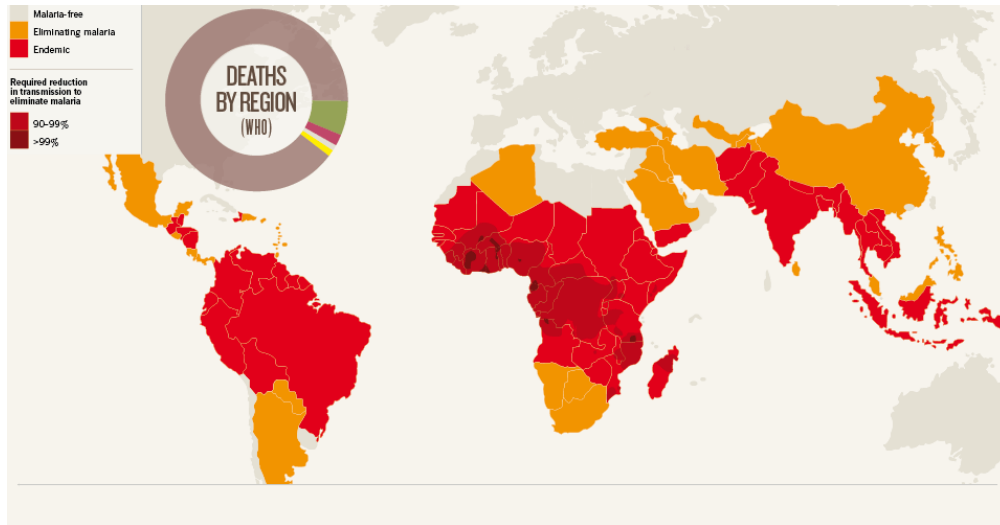 Malaria-free
Eliminating malaria
Endemic
Required reduction
in transmission to
eliminate malaria
90-99%
>99%
DEATHS
BY REGION
(WHO)